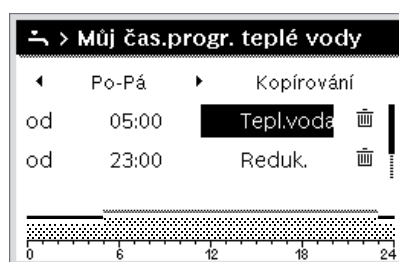 > Můj čas.progr. teplé vody
Po-Pá Kopírování
od 05:00 Tepl.voda
od 23:00 Reduk.
0 6 12 18 24